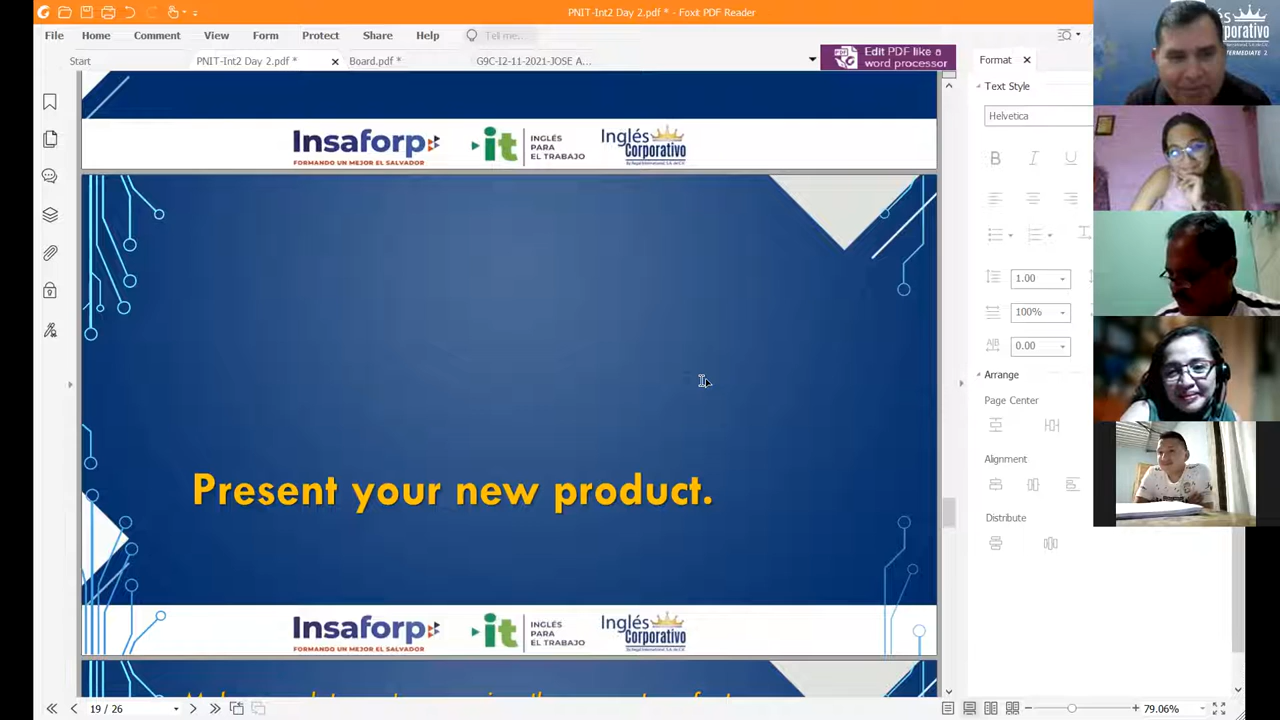 PNIT-Int2 Day 2.pdf * - Foxit PDF Reader
File Home Comment View Form Protect Share Help Tell me...
Start PNIT-Int2 Day 2.pdf * Board.pdf * G9C-I2-11-2021-JOSE A...
Edit PDF like a
word processor
Format
Text Style
Helvetica
B I U
1.00
100%
0.00
Arrange
Page Center
Alignment
Distribute
Insaforp
FORMANDO UN MEJOR EL SALVADOR
it
INGLÉS
PARA
EL TRABAJO
Inglés
Corporativo
Present your new product.
Insaforp
FORMANDO UN MEJOR EL SALVADOR
it
INGLÉS
PARA
EL TRABAJO
Inglés
Corporativo
19 / 26
79.06%